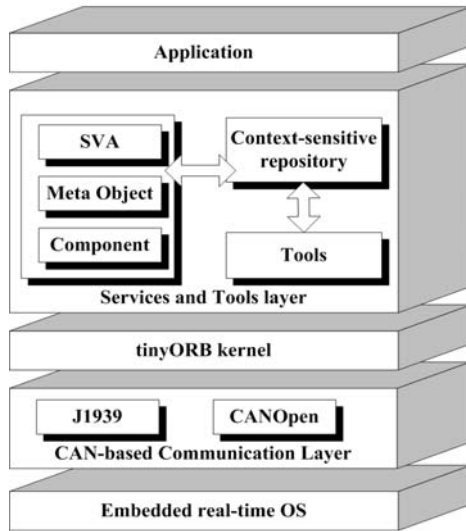 Application
SVA
Meta Object
Component
Context-sensitive
repository
Tools
Services and Tools layer
tinyORB kernel
J1939
CANOpen
CAN-based Communication Layer
Embedded real-time OS